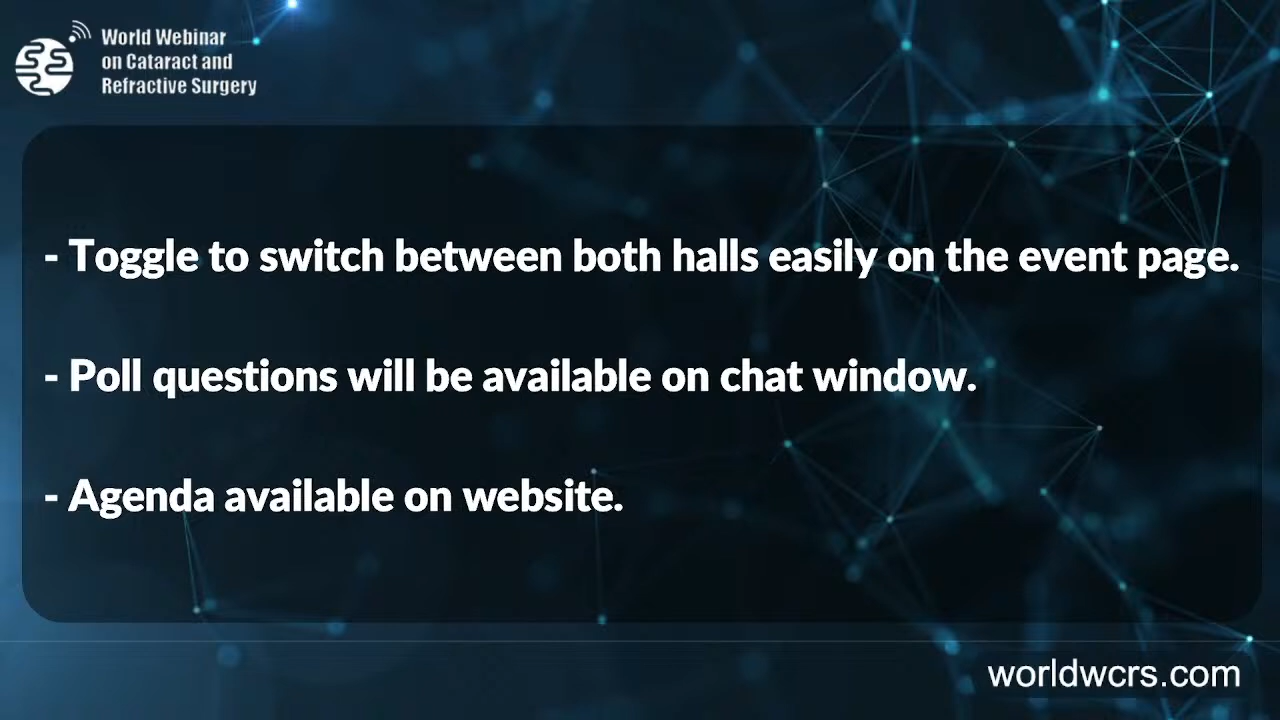 World Webinar
on Cataract and
Refractive Surgery
- Toggle to switch between both halls easily on the event page.
- Poll questions will be available on chat window.
- Agenda available on website.
worldwcrs.com